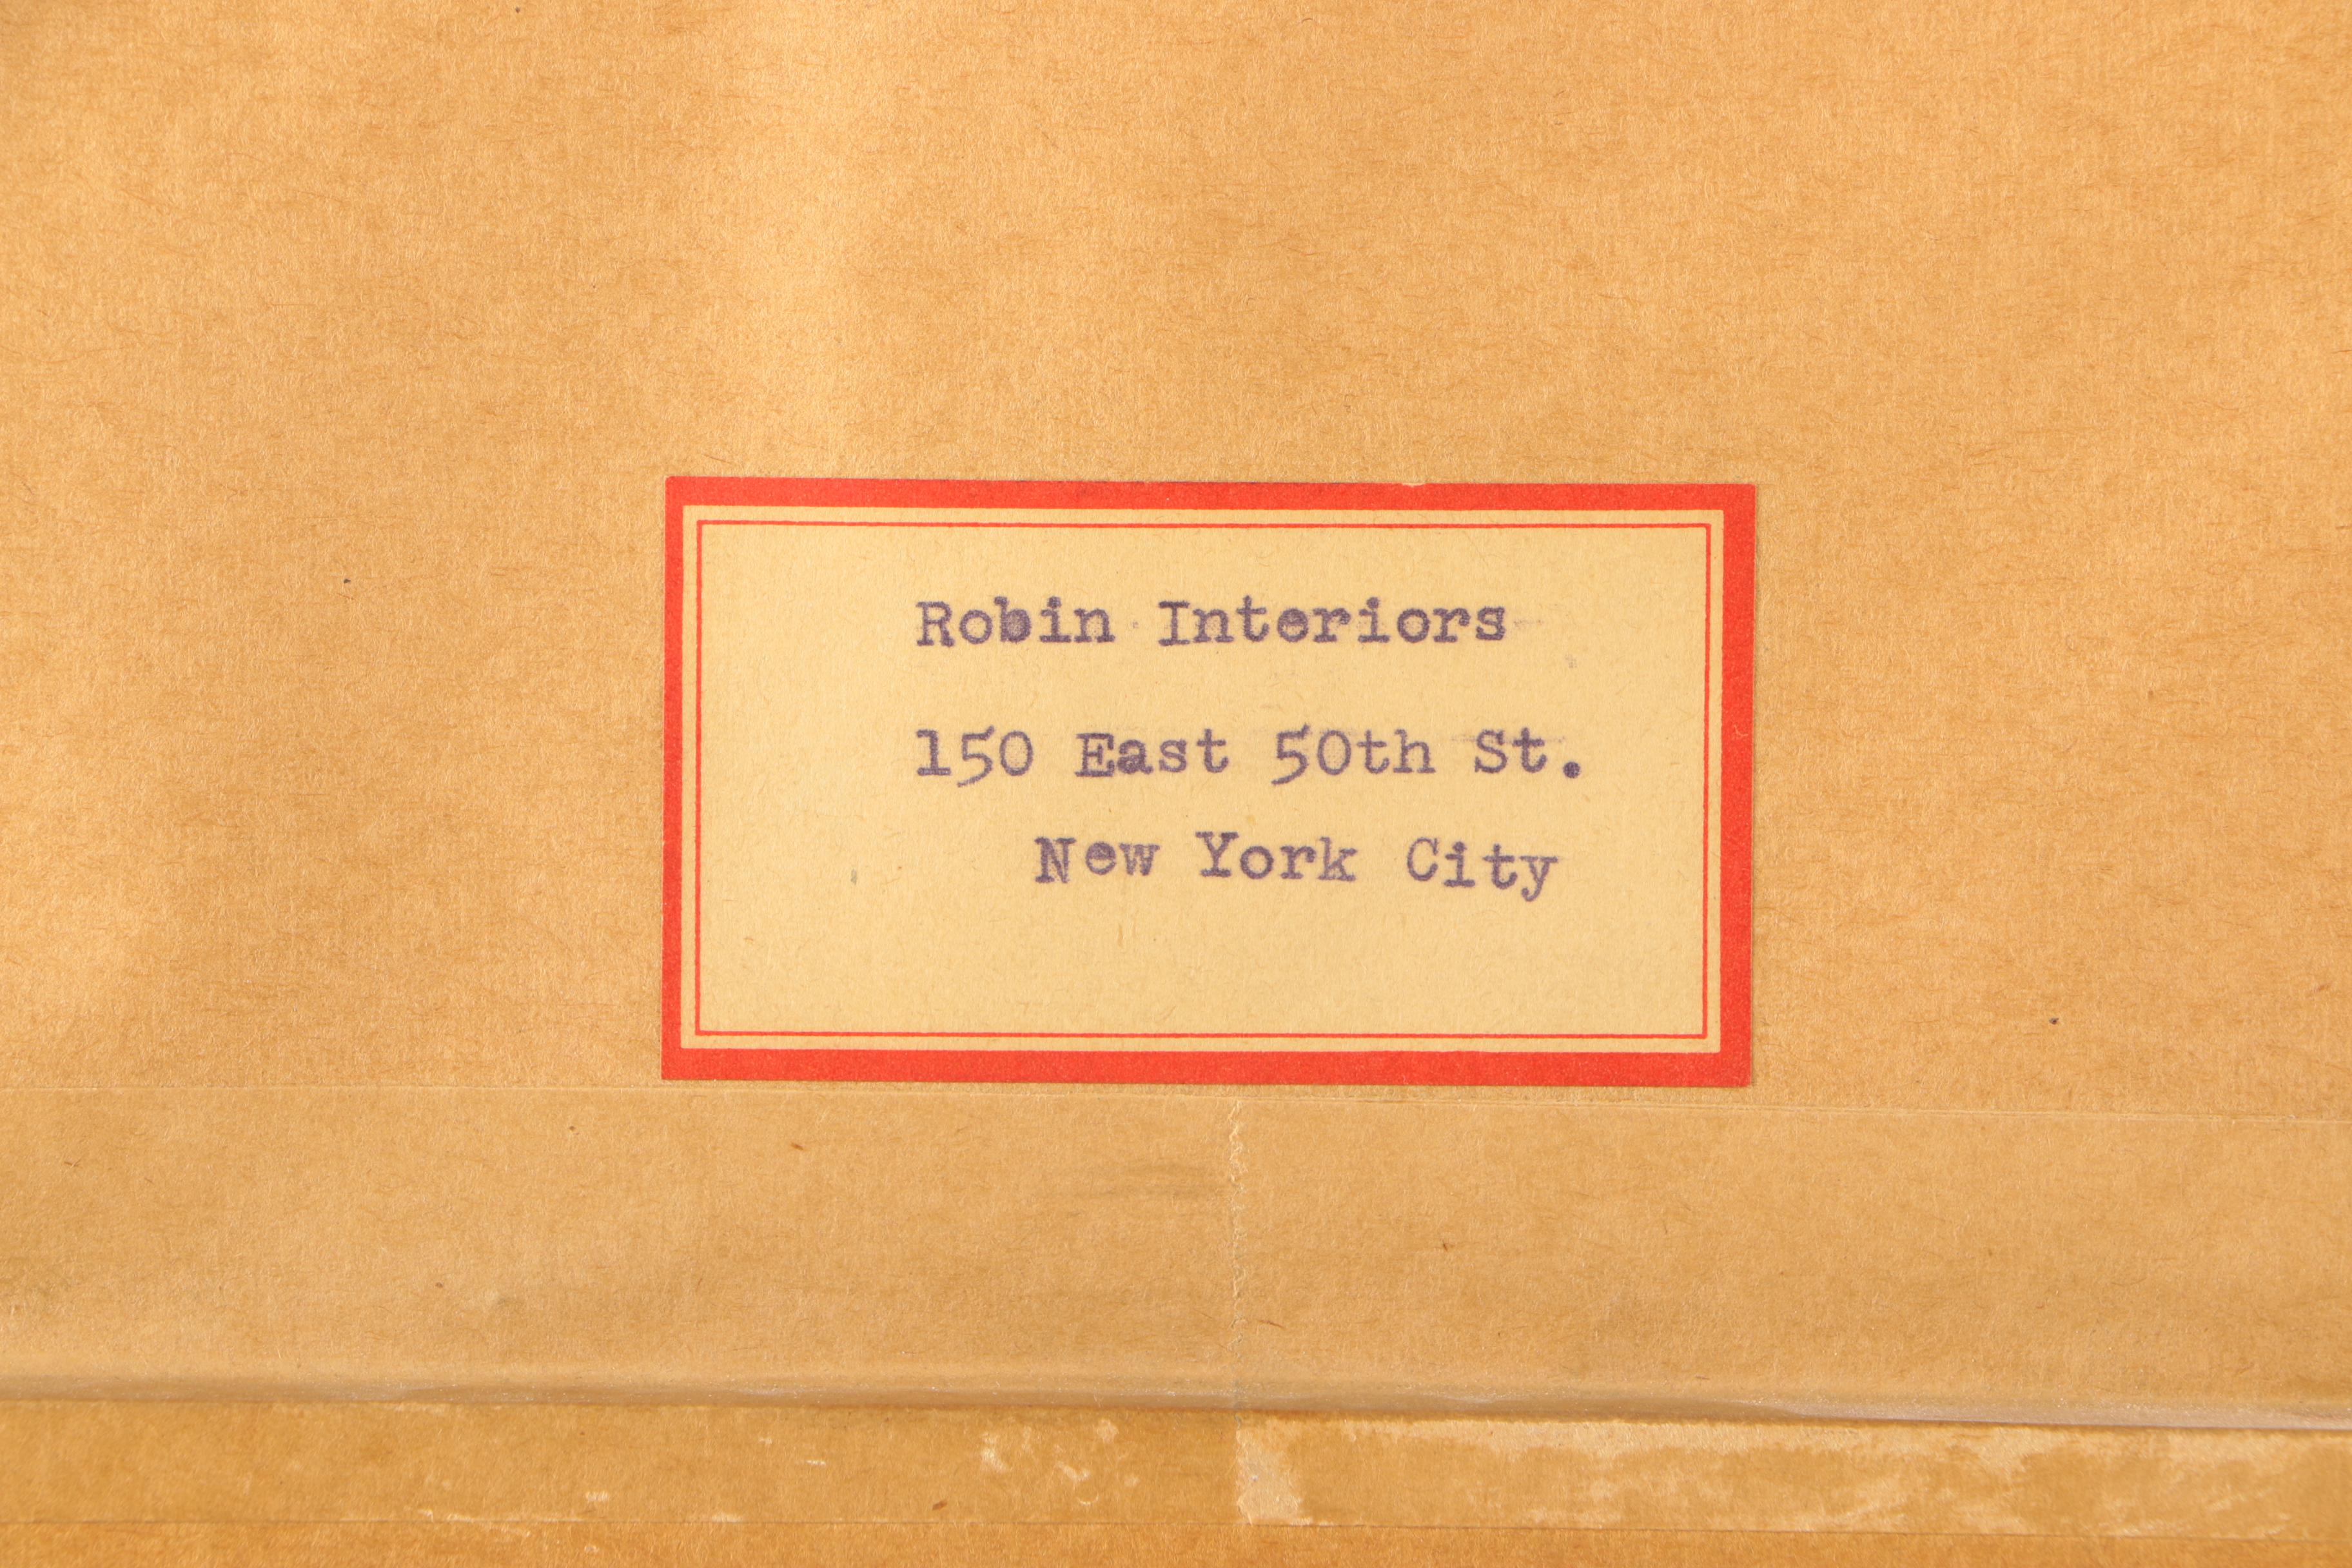 Robin Interiors
150 East 50th St.
New York City